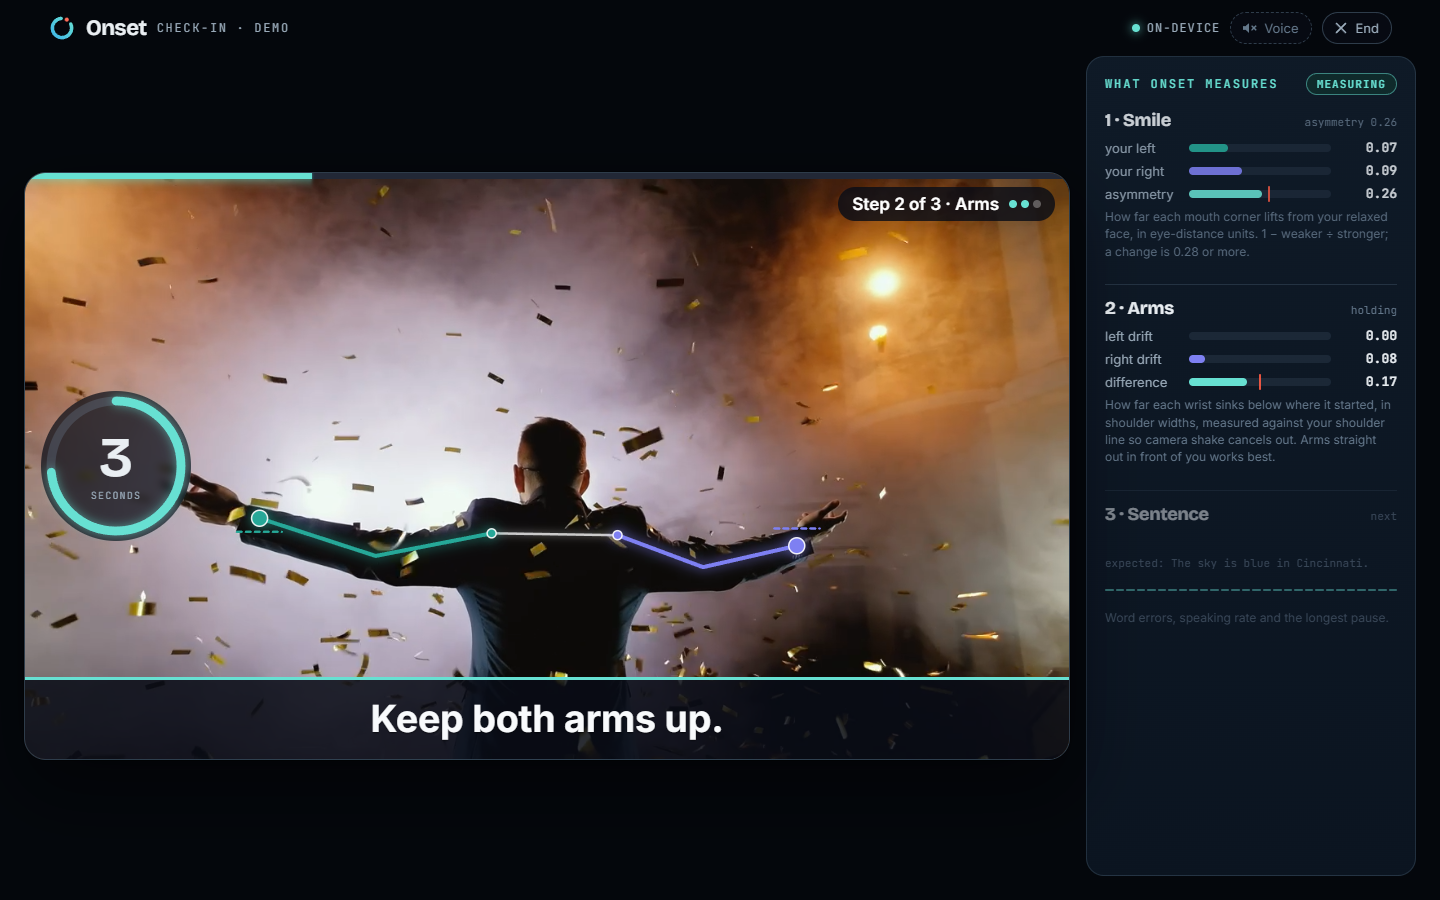 Onset CHECK-IN · DEMO
ON-DEVICE
Voice
End
Step 2 of 3 · Arms
3
SECONDS
Keep both arms up.
WHAT ONSET MEASURES
MEASURING
1 · Smile
asymmetry 0.26
your left 0.07
your right 0.09
asymmetry 0.26
How far each mouth corner lifts from your relaxed
face, in eye-distance units. 1 − weaker ÷ stronger;
a change is 0.28 or more.
2 · Arms
holding
left drift 0.00
right drift 0.08
difference 0.17
How far each wrist sinks below where it started, in
shoulder widths, measured against your shoulder
line so camera shake cancels out. Arms straight
out in front of you works best.
3 · Sentence
next
expected: The sky is blue in Cincinnati.
Word errors, speaking rate and the longest pause.